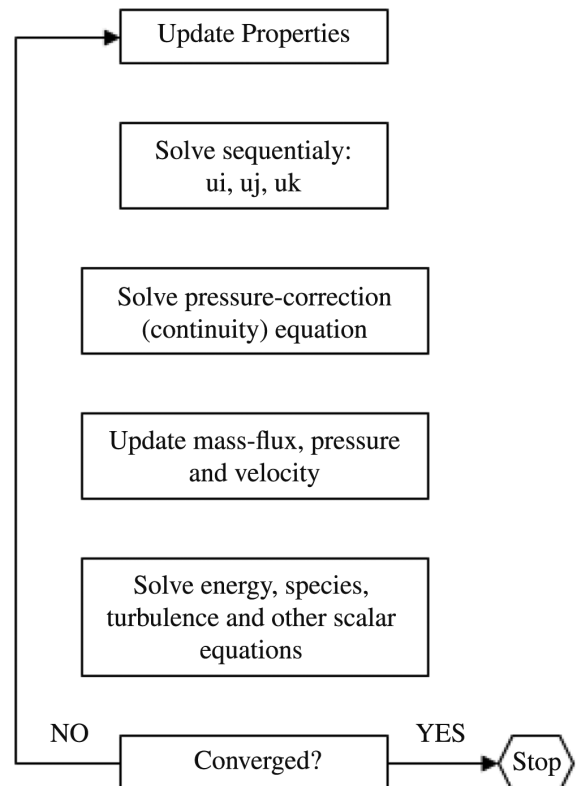 Update Properties
Solve sequentialy:
ui, uj, uk
Solve pressure-correction
(continuity) equation
Update mass-flux, pressure
and velocity
Solve energy, species,
turbulence and other scalar
equations
NO
YES
Converged?
Stop